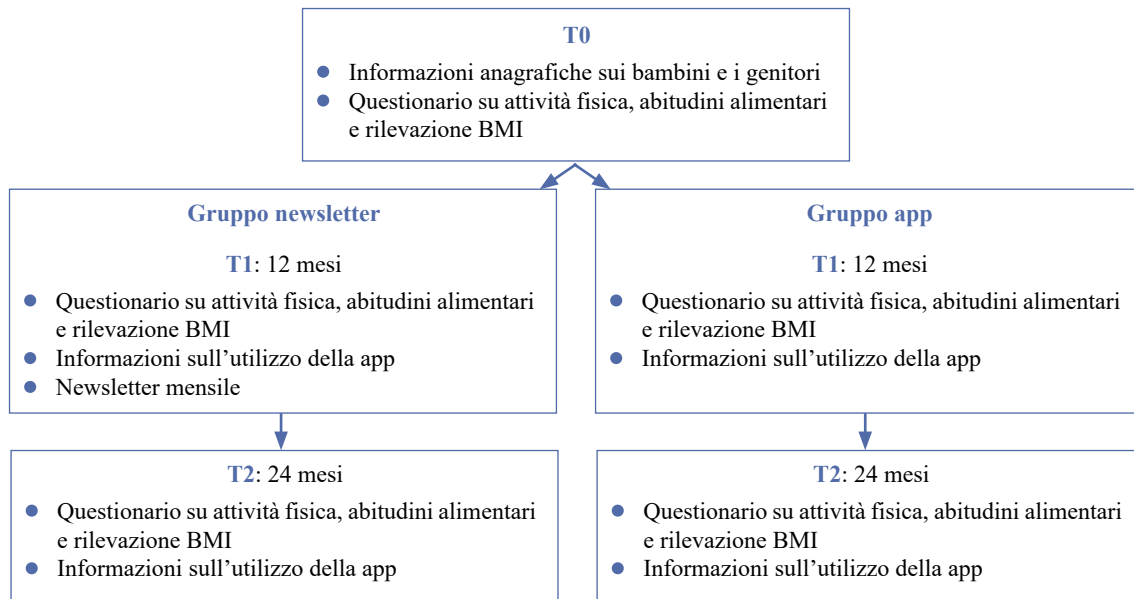 T0
● Informazioni anagrafiche sui bambini e i genitori
● Questionario su attività fisica, abitudini alimentari
e rilevazione BMI
Gruppo newsletter
T1: 12 mesi
● Questionario su attività fisica, abitudini alimentari
e rilevazione BMI
● Informazioni sull’utilizzo della app
● Newsletter mensile
Gruppo app
T1: 12 mesi
● Questionario su attività fisica, abitudini alimentari
e rilevazione BMI
● Informazioni sull’utilizzo della app
T2: 24 mesi
● Questionario su attività fisica, abitudini alimentari
e rilevazione BMI
● Informazioni sull’utilizzo della app
T2: 24 mesi
● Questionario su attività fisica, abitudini alimentari
e rilevazione BMI
● Informazioni sull’utilizzo della app